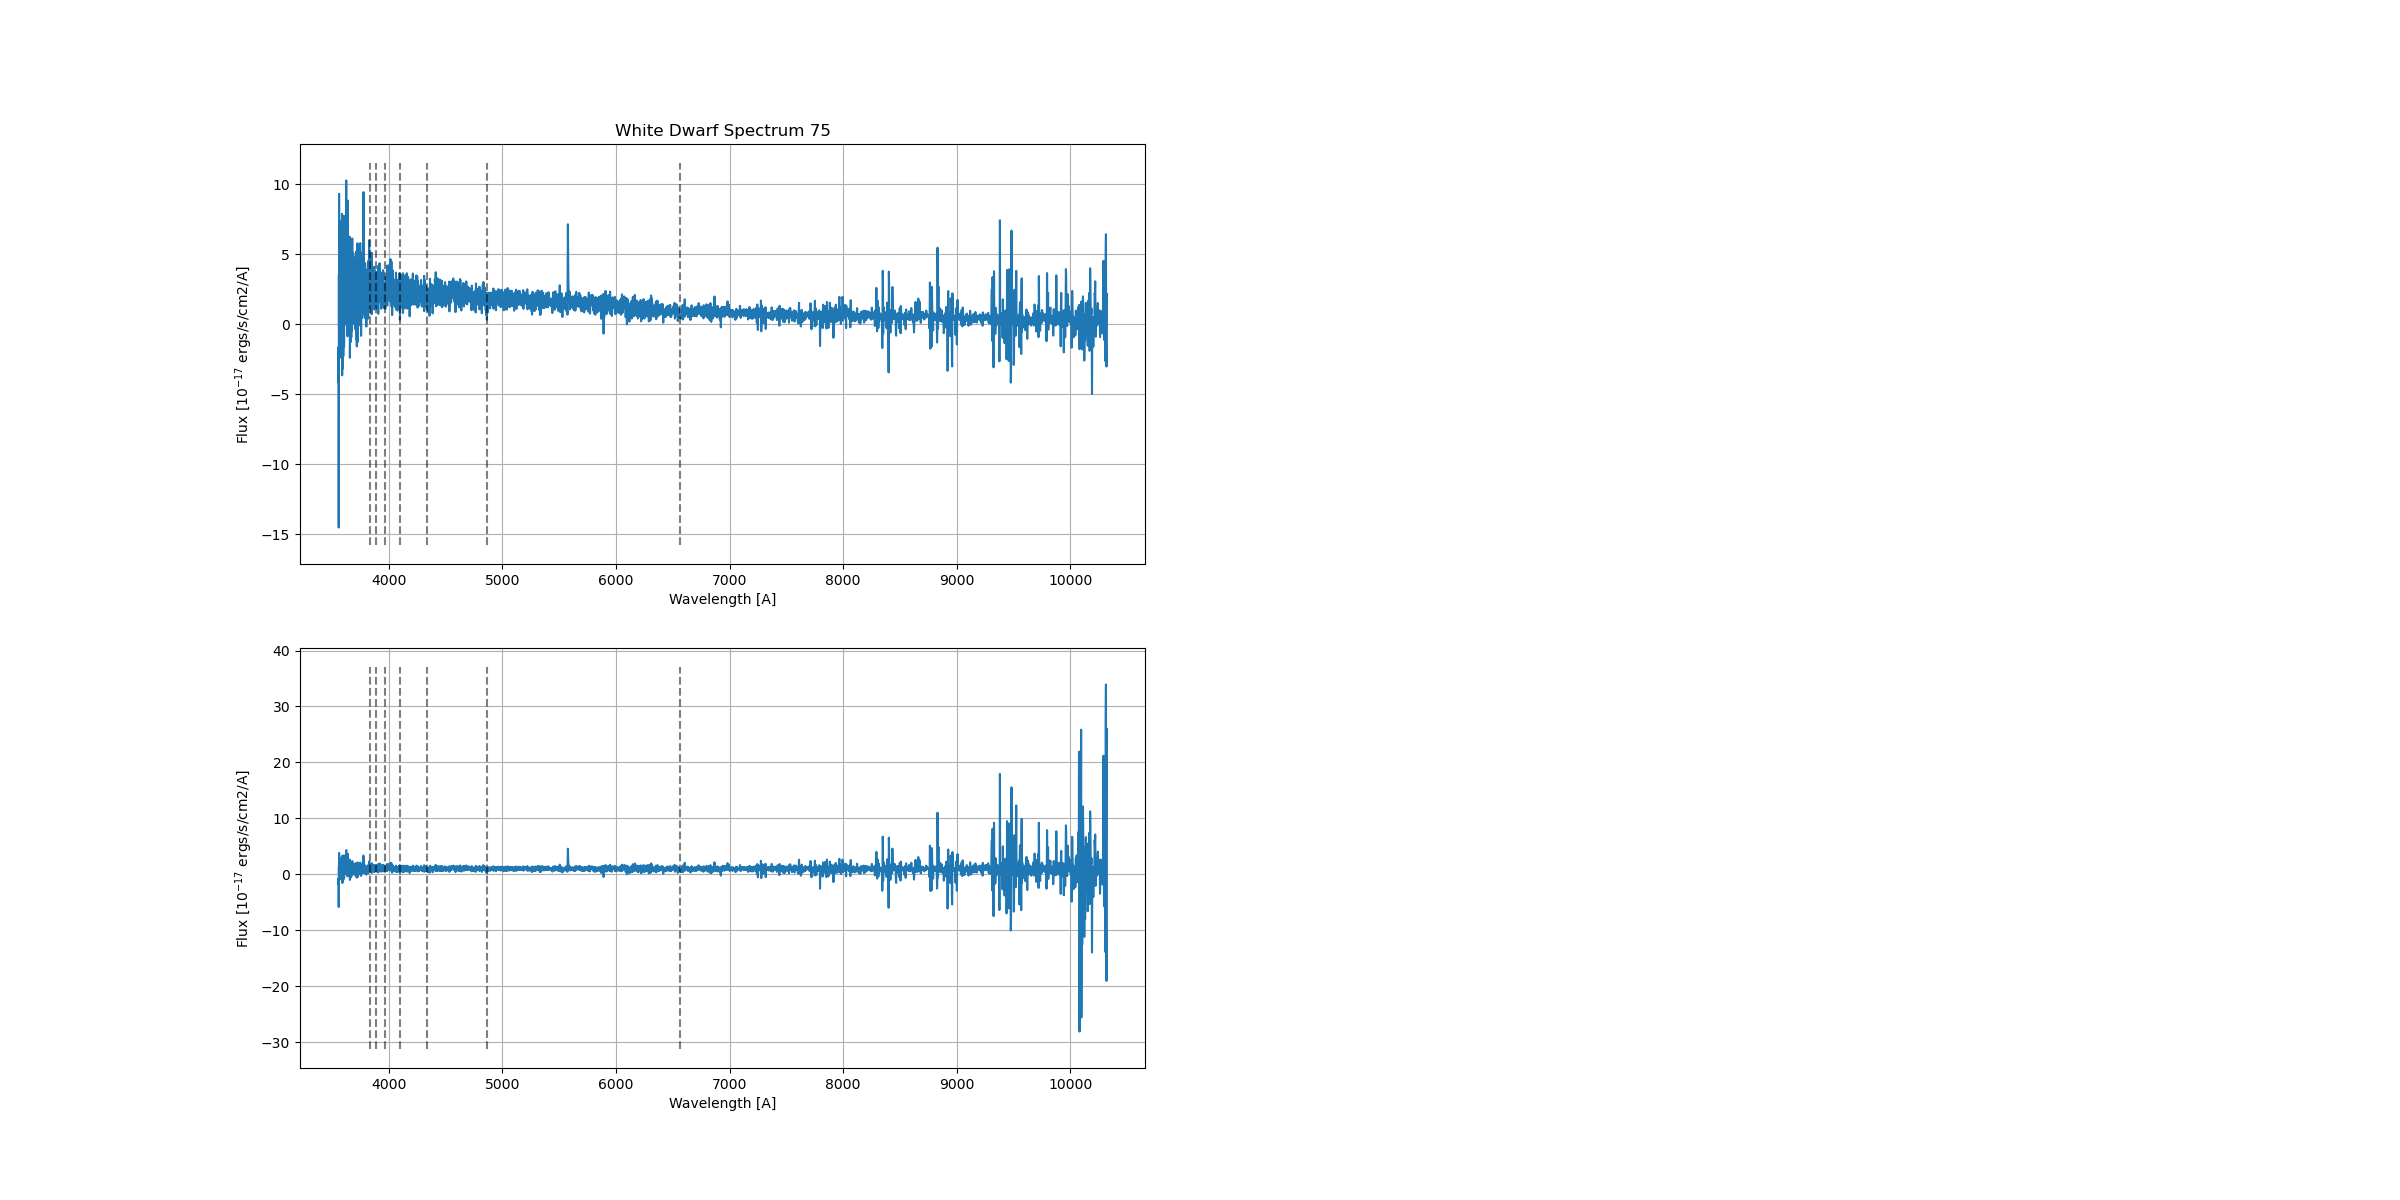 White Dwarf Spectrum 75
10
5
0
−5
−10
−15
Flux [10⁻¹⁷ ergs/s/cm2/A]
4000 5000 6000 7000 8000 9000 10000
Wavelength [A]
40
30
20
10
0
−10
−20
−30
Flux [10⁻¹⁷ ergs/s/cm2/A]
4000 5000 6000 7000 8000 9000 10000
Wavelength [A]